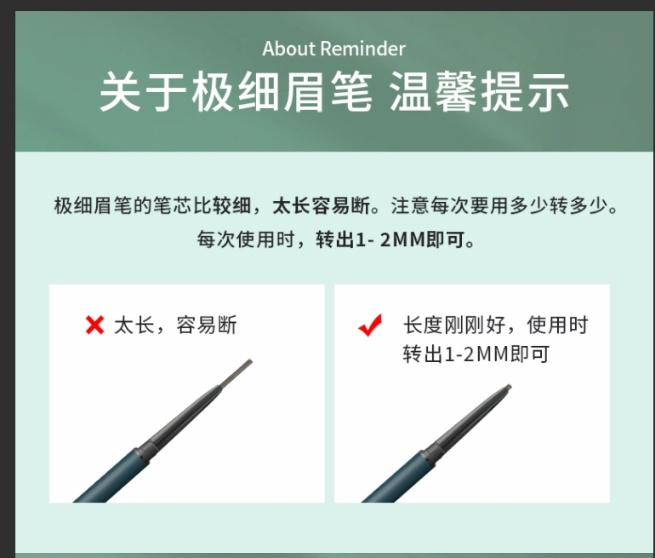 About Reminder
关于极细眉笔 温馨提示
极细眉笔的笔芯比较细，太长容易断。注意每次要用多少转多少。
每次使用时，转出1- 2MM即可。
太长，容易断
长度刚刚好，使用时
转出1-2MM即可